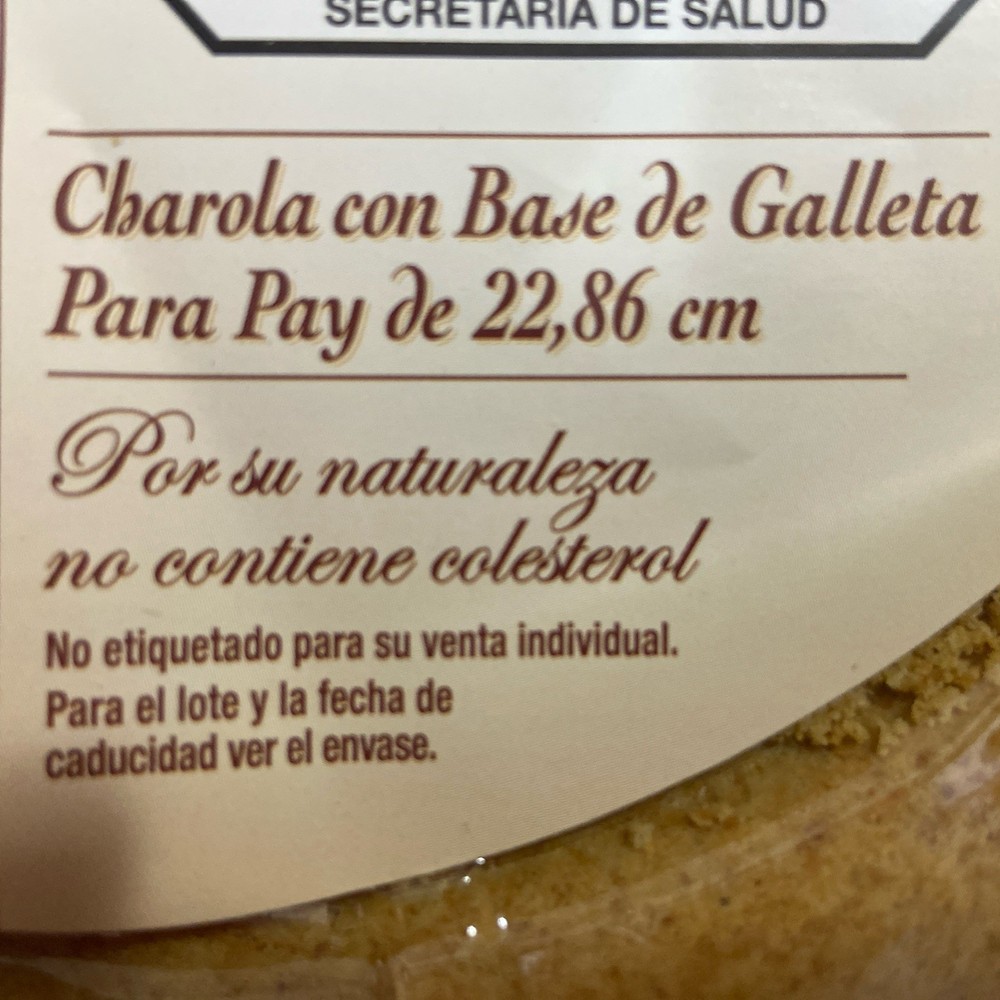 SECRETARÍA DE SALUD
Charola con Base de Galleta
Para Pay de 22,86 cm
Por su naturaleza
no contiene colesterol
No etiquetado para su venta individual.
Para el lote y la fecha de
caducidad ver el envase.